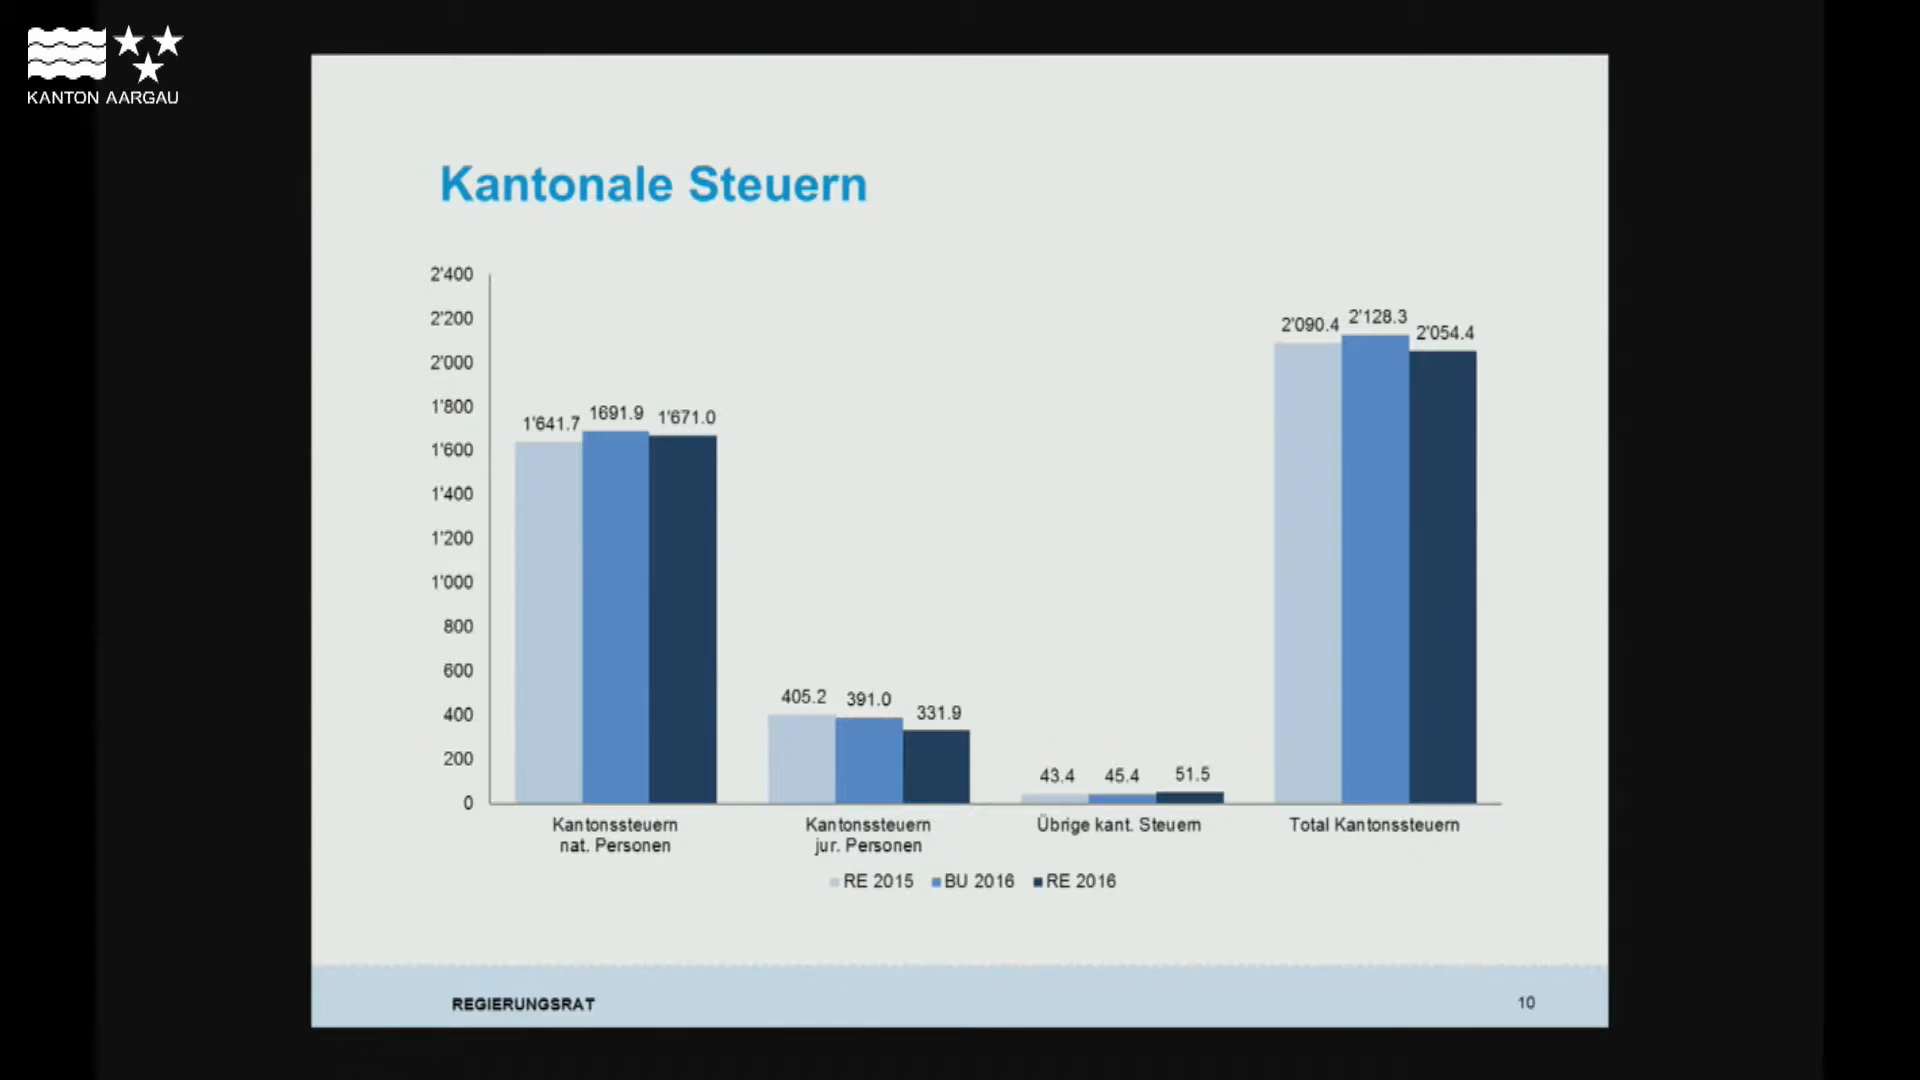 KANTON AARGAU
Kantonale Steuern
2'400
2'200
2'000
1'800
1'600
1'400
1'200
1'000
800
600
400
200
0
1'641.7 1691.9 1'671.0
405.2 391.0 331.9
43.4 45.4 51.5
2'090.4 2'128.3 2'054.4
Kantonssteuern
nat. Personen
Kantonssteuern
jur. Personen
Übrige kant. Steuern
Total Kantonssteuern
RE 2015 BU 2016 RE 2016
REGIERUNGSRAT
10